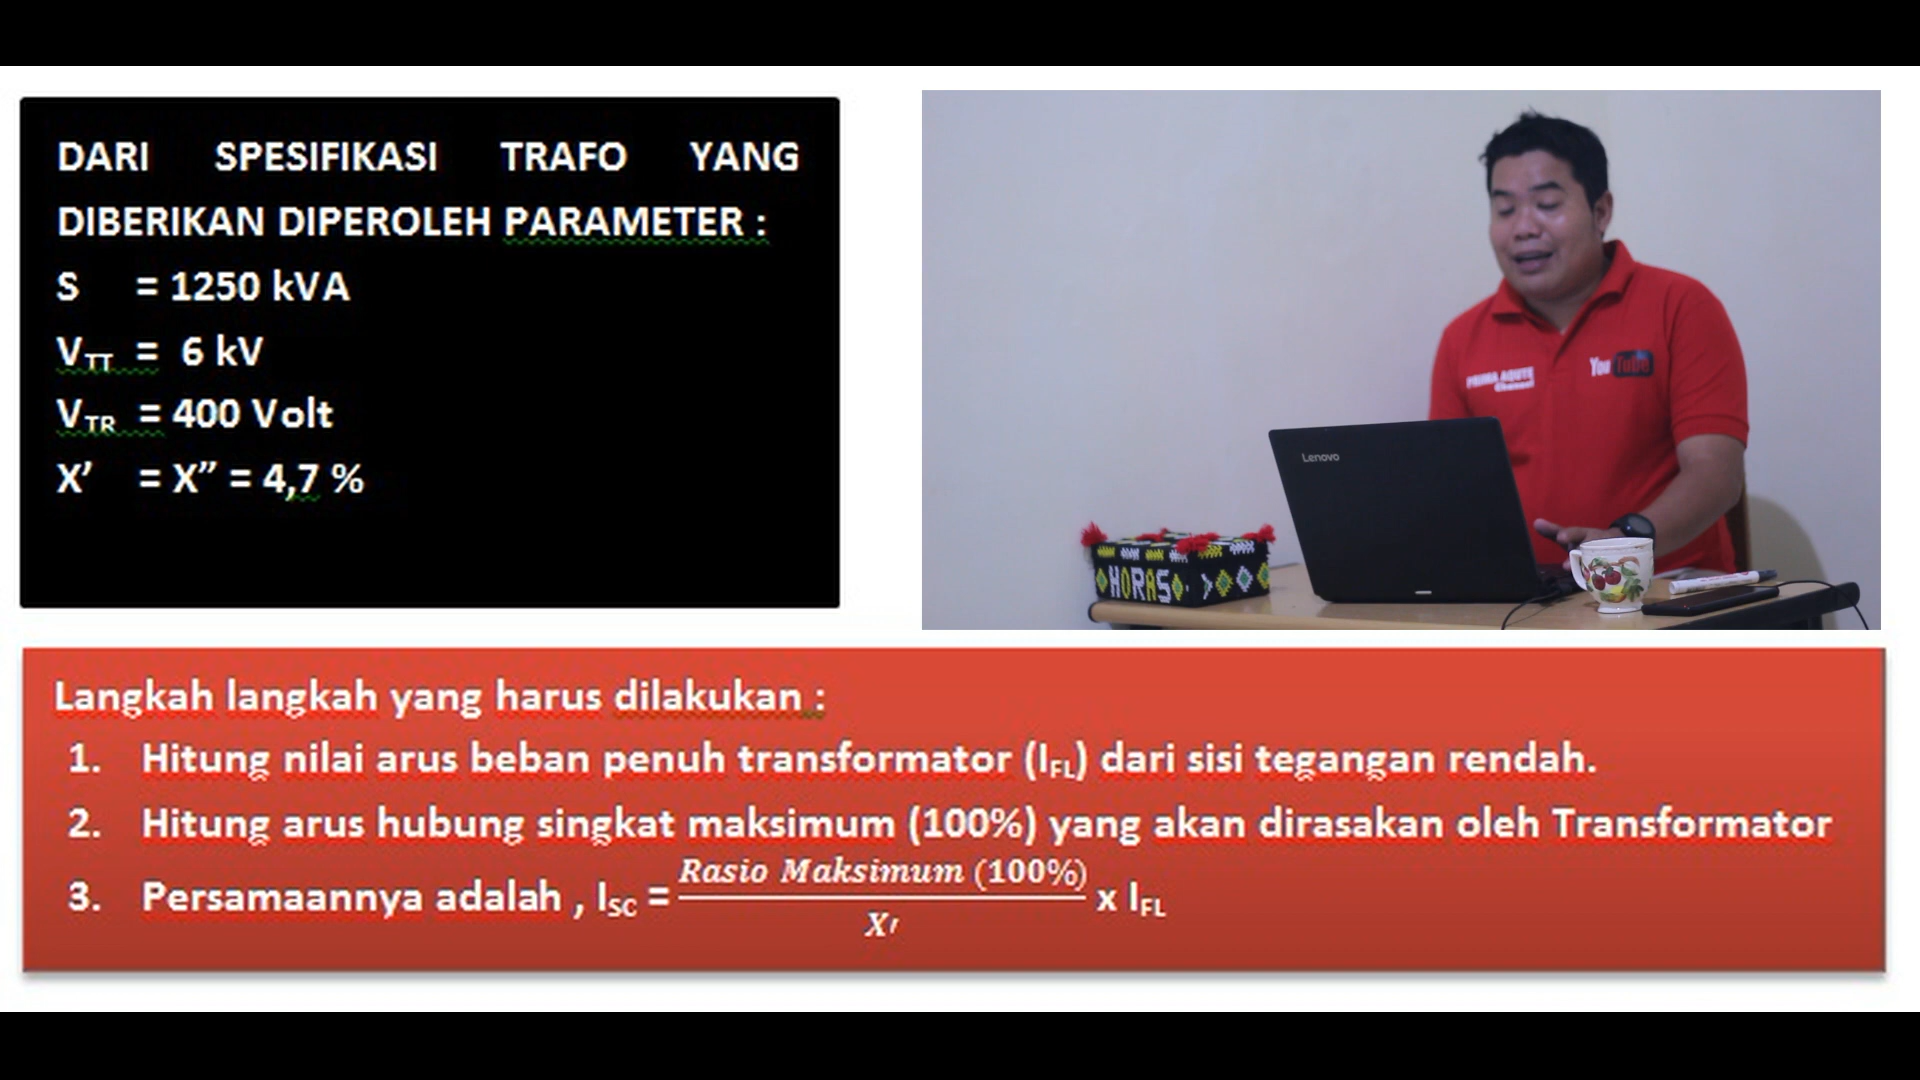 DARI SPESIFIKASI TRAFO YANG
DIBERIKAN DIPEROLEH PARAMETER :
S = 1250 kVA
VTT = 6 kV
VTR = 400 Volt
X’ = X” = 4,7 %
PRIMA AQUTE
Channel
YouTube
Lenovo
HORAS
Langkah langkah yang harus dilakukan :
1. Hitung nilai arus beban penuh transformator (IFL) dari sisi tegangan rendah.
2. Hitung arus hubung singkat maksimum (100%) yang akan dirasakan oleh Transformator
3. Persamaannya adalah , ISC = Rasio Maksimum (100%) / X′ x IFL